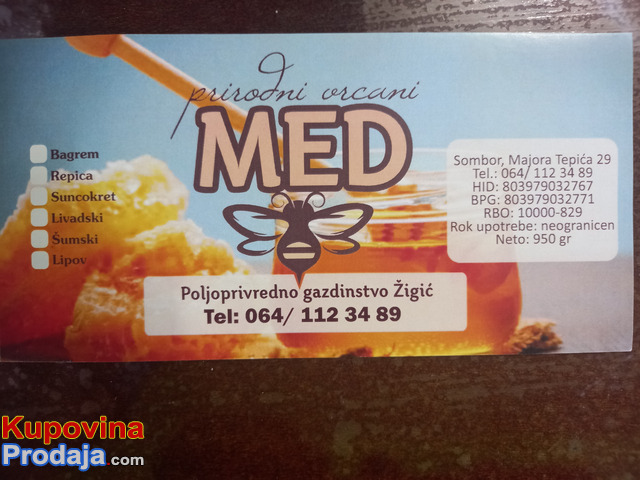 prirodni vrcani
MED
Bagrem
Repica
Suncokret
Livadski
Šumski
Lipov
Sombor, Majora Tepića 29
Tel.: 064/ 112 34 89
HID: 803979032767
BPG: 803979032771
RBO: 10000-829
Rok upotrebe: neogranicen
Neto: 950 gr
Poljoprivredno gazdinstvo Žigić
Tel: 064/ 112 34 89
Kupovina
Prodaja.com